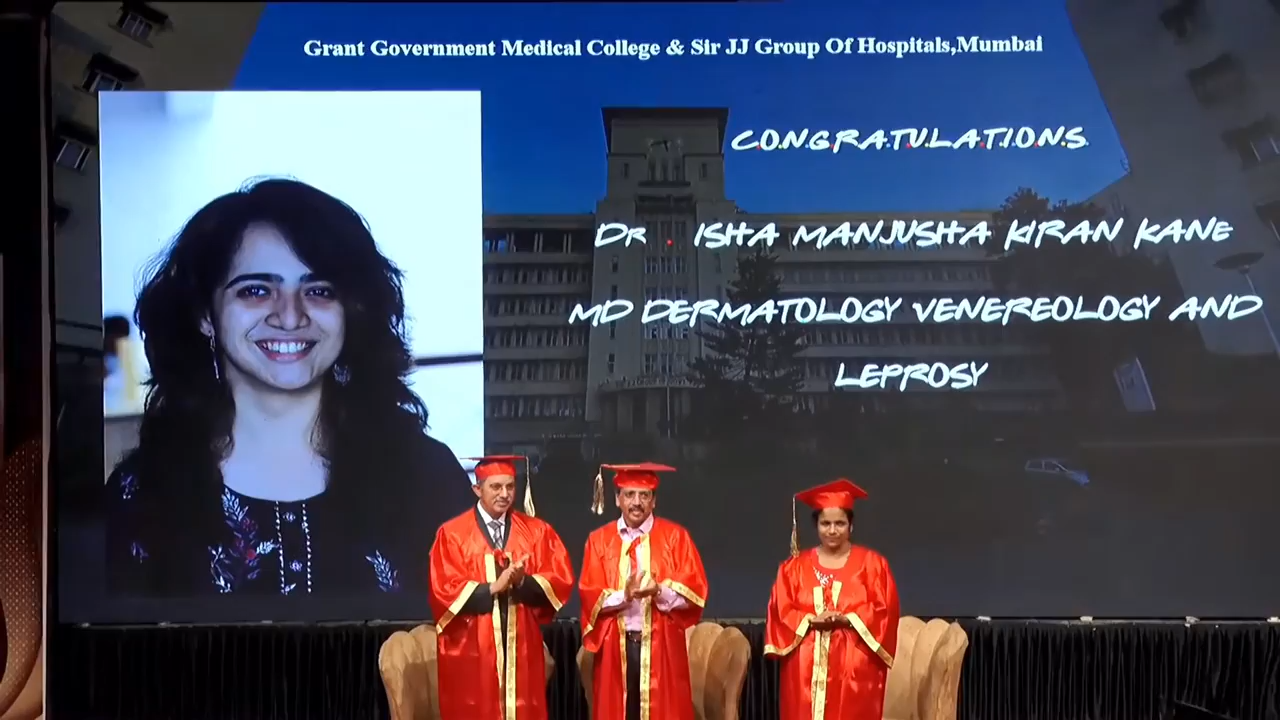 Grant Government Medical College & Sir JJ Group Of Hospitals,Mumbai
C.O.N.G.R.A.T.U.L.A.T.I.O.N.S
DR ISHA MANJUSHA KIRAN KANE
MD DERMATOLOGY VENEREOLOGY AND
LEPROSY